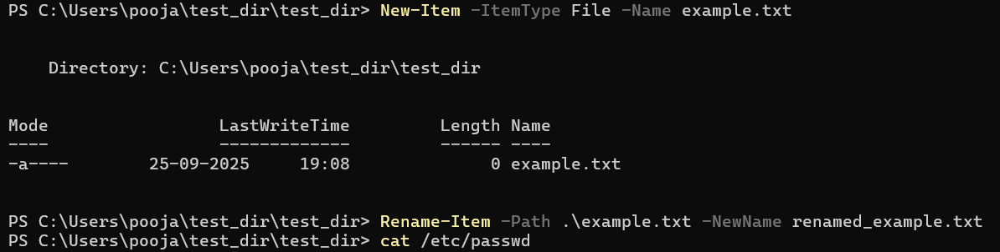 PS C:\Users\pooja\test_dir\test_dir> New-Item -ItemType File -Name example.txt
Directory: C:\Users\pooja\test_dir\test_dir
Mode                 LastWriteTime         Length Name
----                 -------------         ------ ----
-a----        25-09-2025     19:08              0 example.txt
PS C:\Users\pooja\test_dir\test_dir> Rename-Item -Path .\example.txt -NewName renamed_example.txt
PS C:\Users\pooja\test_dir\test_dir> cat /etc/passwd